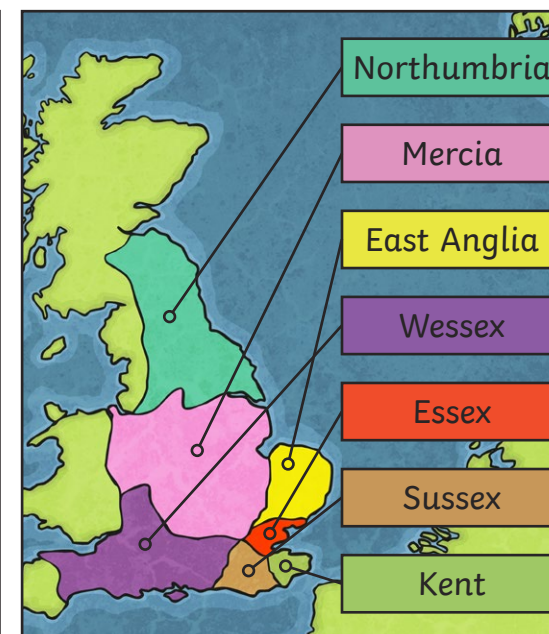 Northumbria
Mercia
East Anglia
Wessex
Essex
Sussex
Kent